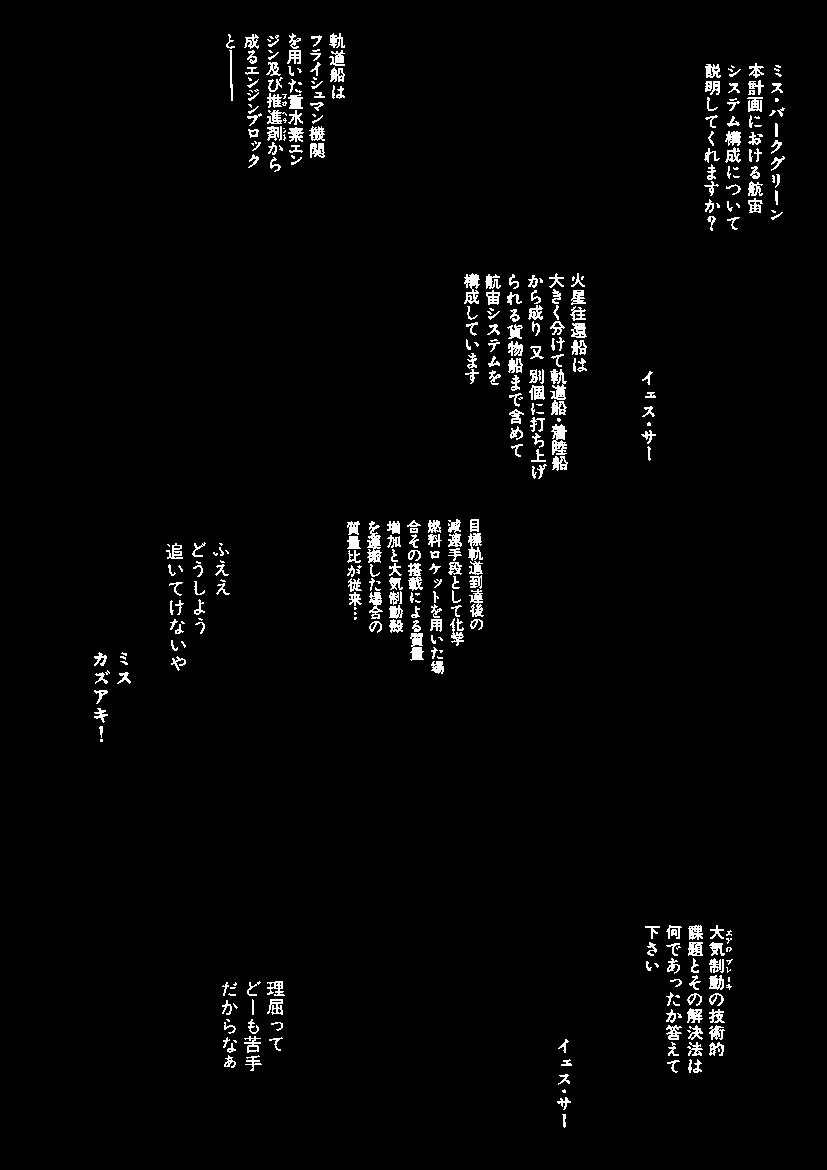 ミス・バークグリーン
本計画における航宙
システム構成について
説明してくれますか?
イェス・サー
火星往還船は
大きく分けて軌道船・着陸船
から成り 又 別個に打ち上げ
られる貨物船まで含めて
航宙システムを
構成しています
軌道船は
フライシュマン機関
を用いた重水素エン
ジン及び推進剤から
成るエンジンブロック
と――
目標軌道到達後の
減速手段として化学
燃料ロケットを用いた場
合その搭載による質量
増加と大気制動殻
を運搬した場合の
質量比が従来…
ふええ
どうしよう
追いてけないや
ミス
カズアキ!
大気制動の技術的
エアロブレーキ
課題とその解決法は
何であったか答えて
下さい
イェス・サー
理屈って
どーも苦手
だからなぁ